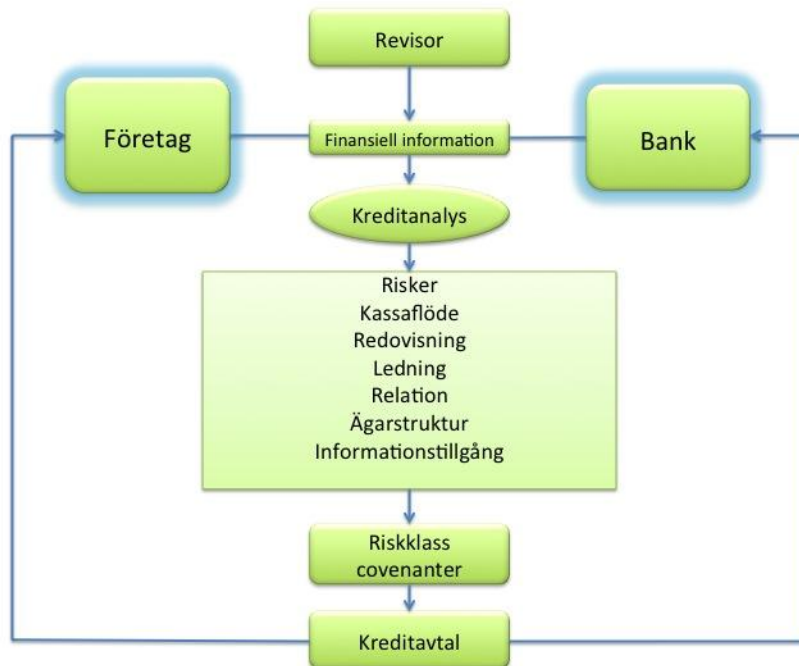 Revisor
Företag
Finansiell information
Bank
Kreditanalys
Risker
Kassaflöde
Redovisning
Ledning
Relation
Ägarstruktur
Informationstillgång
Riskklass
covenanter
Kreditavtal